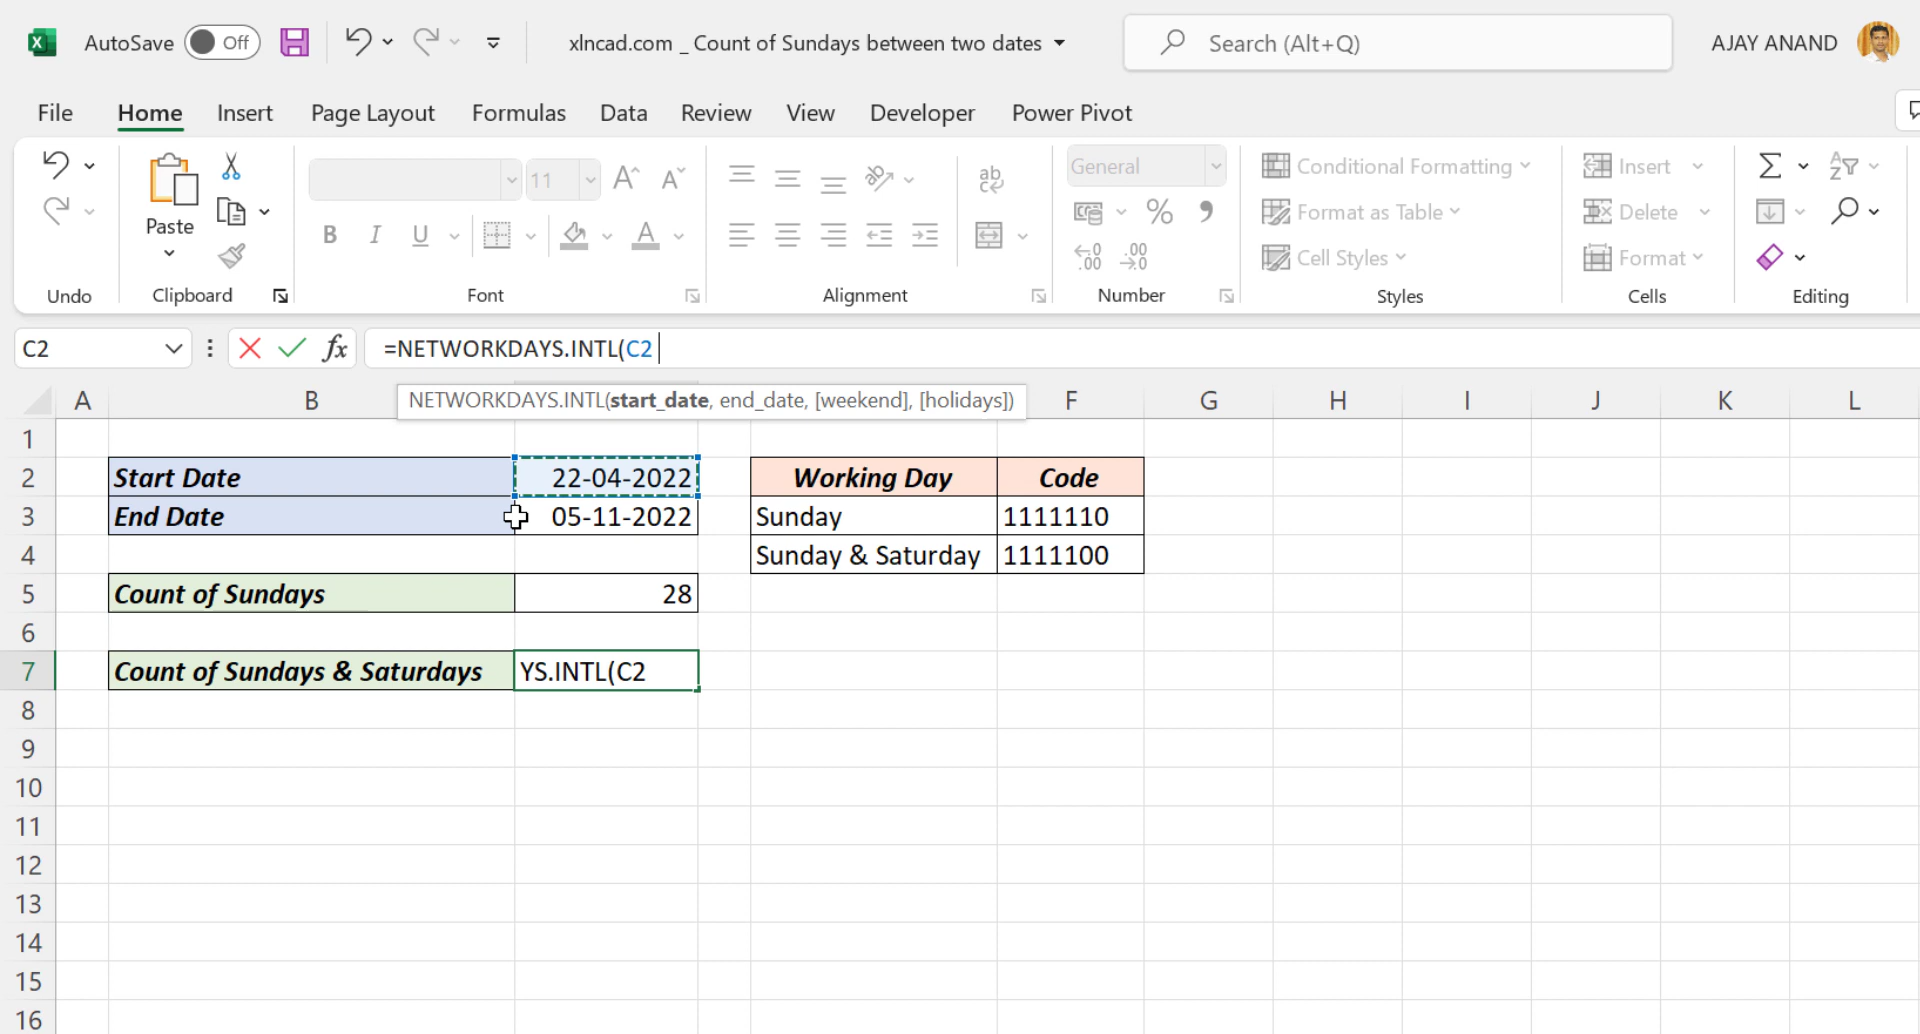 AutoSave Off xlncad.com _ Count of Sundays between two dates Search (Alt+Q) AJAY ANAND
File Home Insert Page Layout Formulas Data Review View Developer Power Pivot
Paste
11
General
Conditional Formatting
Format as Table
Cell Styles
Insert
Delete
Format
Undo Clipboard Font Alignment Number Styles Cells Editing
C2 fx =NETWORKDAYS.INTL(C2
NETWORKDAYS.INTL(start_date, end_date, [weekend], [holidays])
A B F G H I J K L
1
2 Start Date 22-04-2022 Working Day Code
3 End Date 05-11-2022 Sunday 1111110
4 Sunday & Saturday 1111100
5 Count of Sundays 28
6
7 Count of Sundays & Saturdays YS.INTL(C2
8
9
10
11
12
13
14
15
16